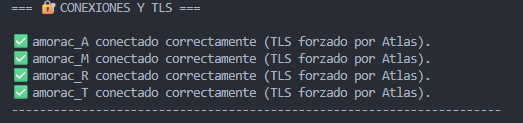 === 🔐 CONEXIONES Y TLS ===
✅ amorac_A conectado correctamente (TLS forzado por Atlas).
✅ amorac_M conectado correctamente (TLS forzado por Atlas).
✅ amorac_R conectado correctamente (TLS forzado por Atlas).
✅ amorac_T conectado correctamente (TLS forzado por Atlas).
----------------------------------------------------------------------